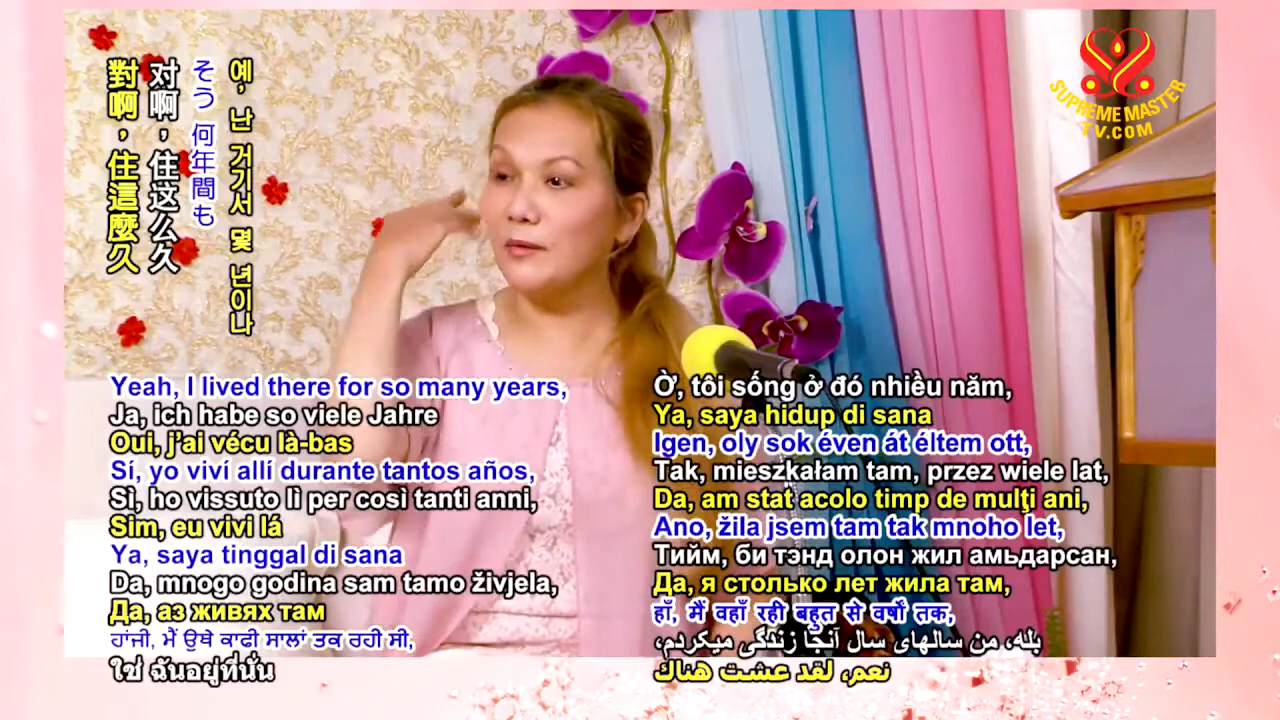 SUPREME MASTER
TV.COM
對啊，住這麼久
对啊，住这么久
そう 何年間も
예, 난 거기서 몇 년이나
Yeah, I lived there for so many years,
Ja, ich habe so viele Jahre
Oui, j’ai vécu là-bas
Sí, yo viví allí durante tantos años,
Sì, ho vissuto lì per così tanti anni,
Sim, eu vivi lá
Ya, saya tinggal di sana
Da, mnogo godina sam tamo živjela,
Да, аз живях там
ਹਾਂਜੀ, ਮੈਂ ਉਥੇ ਕਾਫੀ ਸਾਲਾਂ ਤਕ ਰਹੀ ਸੀ,
ใช่ ฉันอยู่ที่นั่น
Ờ, tôi sống ở đó nhiều năm,
Ya, saya hidup di sana
Igen, oly sok éven át éltem ott,
Tak, mieszkałam tam, przez wiele lat,
Da, am stat acolo timp de mulţi ani,
Ano, žila jsem tam tak mnoho let,
Тийм, би тэнд олон жил амьдарсан,
Да, я столько лет жила там,
हाँ, मैं वहाँ रही बहुत से वर्षों तक,
بله، من سالهای سال آنجا زندگی میکردم،
نعم، لقد عشت هناك